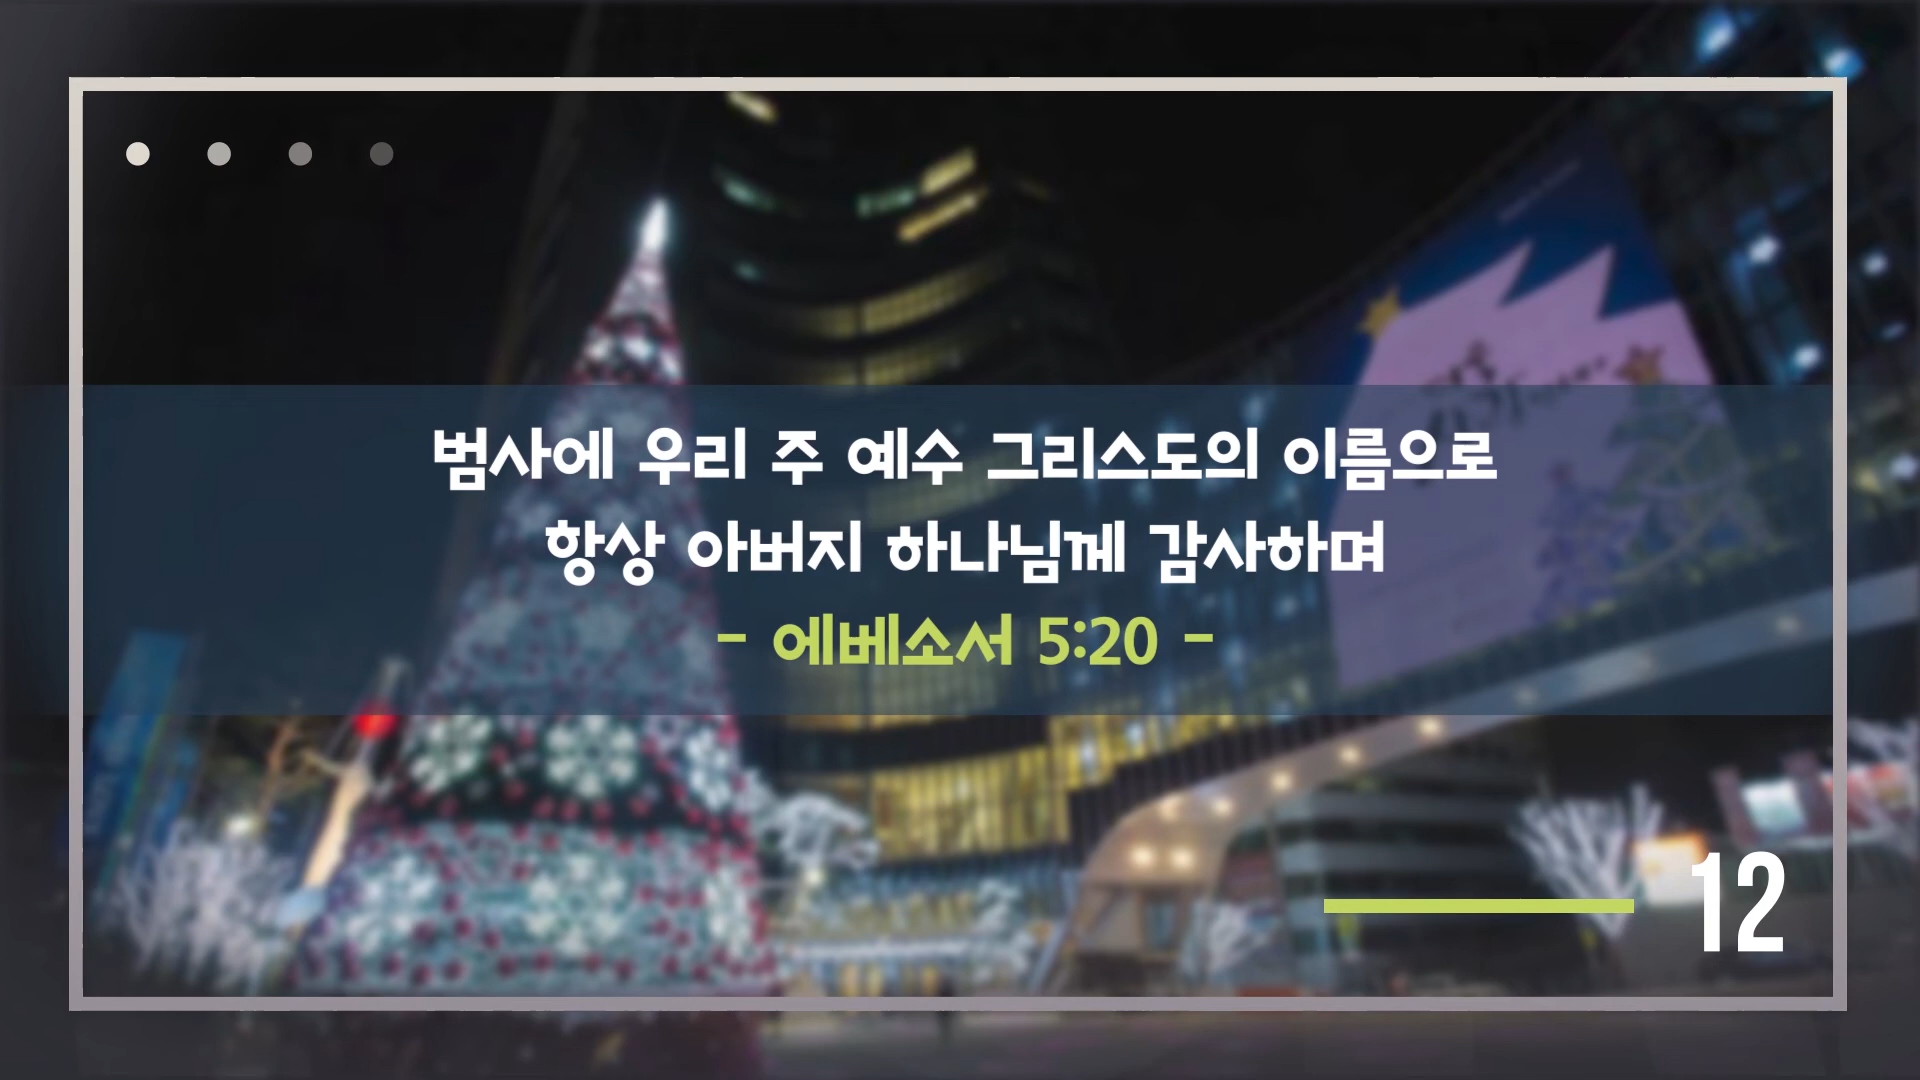 범사에 우리 주 예수 그리스도의 이름으로
항상 아버지 하나님께 감사하며
- 에베소서 5:20 -
12